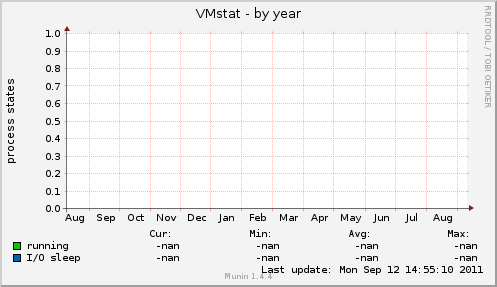 VMstat - by year
RRDTOOL / TOBI OETIKER
process states
1.0
0.9
0.8
0.7
0.6
0.5
0.4
0.3
0.2
0.1
0.0
Aug Sep Oct Nov Dec Jan Feb Mar Apr May Jun Jul Aug
Cur: Min: Avg: Max:
running -nan -nan -nan -nan
I/O sleep -nan -nan -nan -nan
Last update: Mon Sep 12 14:55:10 2011
Munin 1.4.4